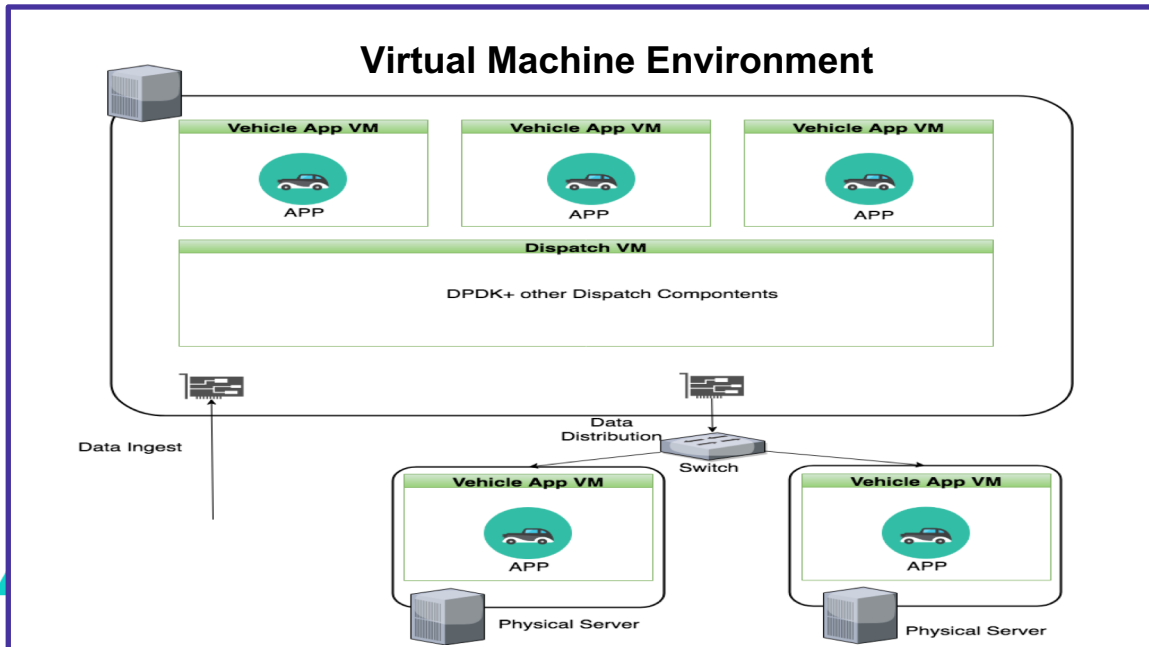 Virtual Machine Environment
Vehicle App VM
APP
Vehicle App VM
APP
Vehicle App VM
APP
Dispatch VM
DPDK+ other Dispatch Compontents
Data Ingest
Data
Distribution
Switch
Vehicle App VM
APP
Physical Server
Vehicle App VM
APP
Physical Server